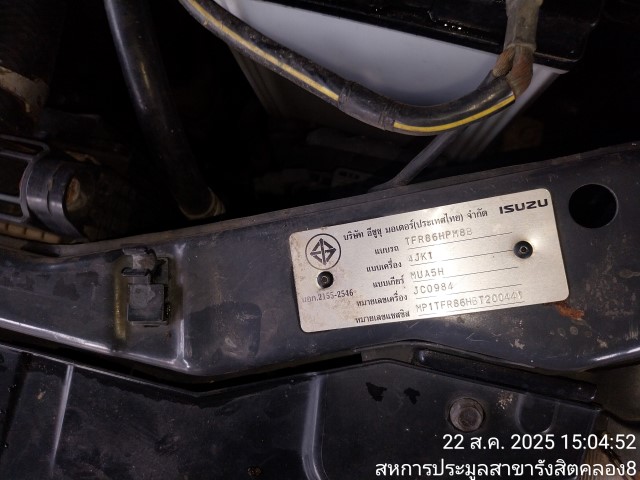 บริษัท อีซูซุ มอเตอร์(ประเทศไทย) จำกัด ISUZU
แบบรถ TFR86HPM8B
แบบเครื่อง 4JK1
แบบเกียร์ MUA5H
มอก.2155-2546 หมายเลขเครื่อง JC0984
หมายเลขแชสซิส MP1TFR86H8T200441
22 ส.ค. 2025 15:04:52
สหการประมูลสาขารังสิตคลอง8